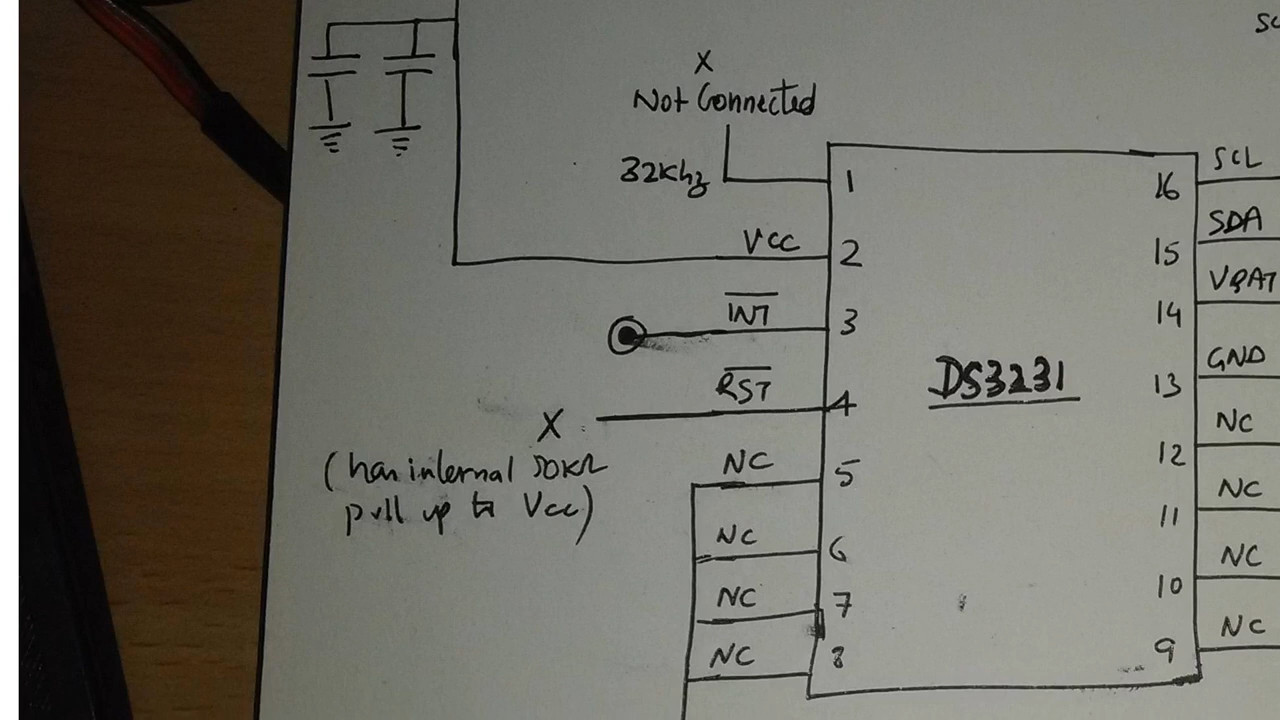 SC
X
Not Connected
32Khz
1
VCC
2
INT
3
RST
4
X
(has internal 50KΩ
pull up to Vcc)
NC
5
NC
6
NC
7
NC
8
DS3231
SCL
16
SDA
15
VBAT
14
GND
13
NC
12
NC
11
NC
10
NC
9